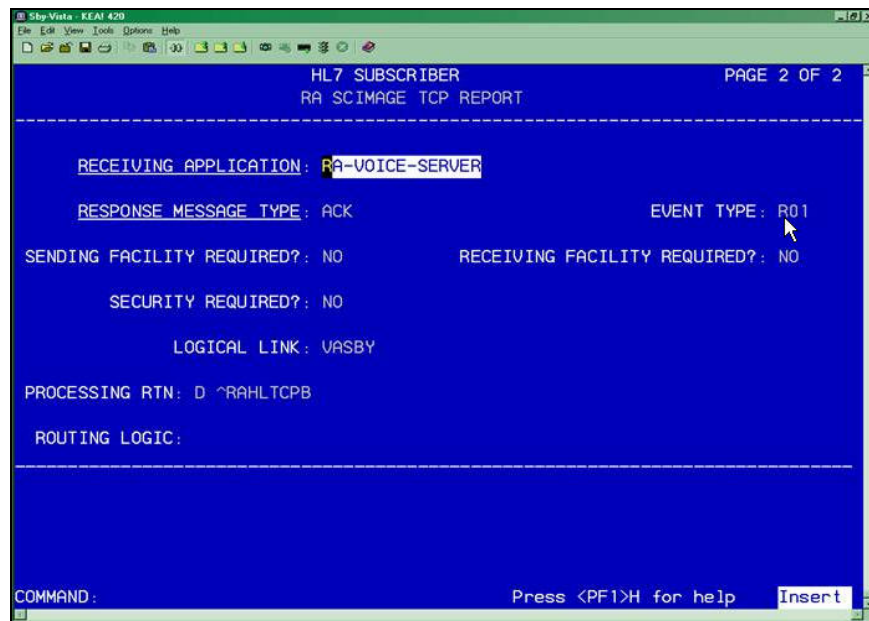 Sby-Vista - KEA! 420
File Edit View Tools Options Help
HL7 SUBSCRIBER PAGE 2 OF 2
RA SCIMAGE TCP REPORT
RECEIVING APPLICATION: RA-VOICE-SERVER
RESPONSE MESSAGE TYPE: ACK EVENT TYPE: R01
SENDING FACILITY REQUIRED?: NO RECEIVING FACILITY REQUIRED?: NO
SECURITY REQUIRED?: NO
LOGICAL LINK: VASBY
PROCESSING RTN: D ^RAHLTCPB
ROUTING LOGIC:
COMMAND: Press <PF1>H for help Insert